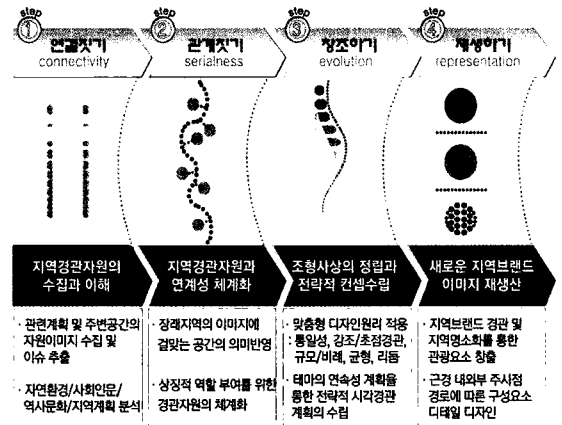 step
①
연결짓기
connectivity
step
②
관계짓기
serialness
step
③
창조하기
evolution
step
④
재생하기
representation
지역경관자원의
수집과 이해
지역경관자원과
연계성 체계화
조형사상의 정립과
전략적 컨셉수립
새로운 지역브랜드
이미지 재생산
· 관련계획 및 주변공간의
자원이미지 수집 및
이슈 추출
· 자연환경/사회인문/
역사문화/지역계획 분석
· 장래지역의 이미지에
걸맞는 공간의 의미반영
· 상징적 역할 부여를 위한
경관자원의 체계화
· 맞춤형 디자인원리 적용
: 통일성, 강조/초점경관,
규모/비례, 균형, 리듬
· 테마의 연속성 계획을
통한 전략적 시각경관
계획의 수립
· 지역브랜드 경관 및
지역명소화를 통한
관광요소 창출
· 근경 내외부 주시점
경로에 따른 구성요소
디테일 디자인